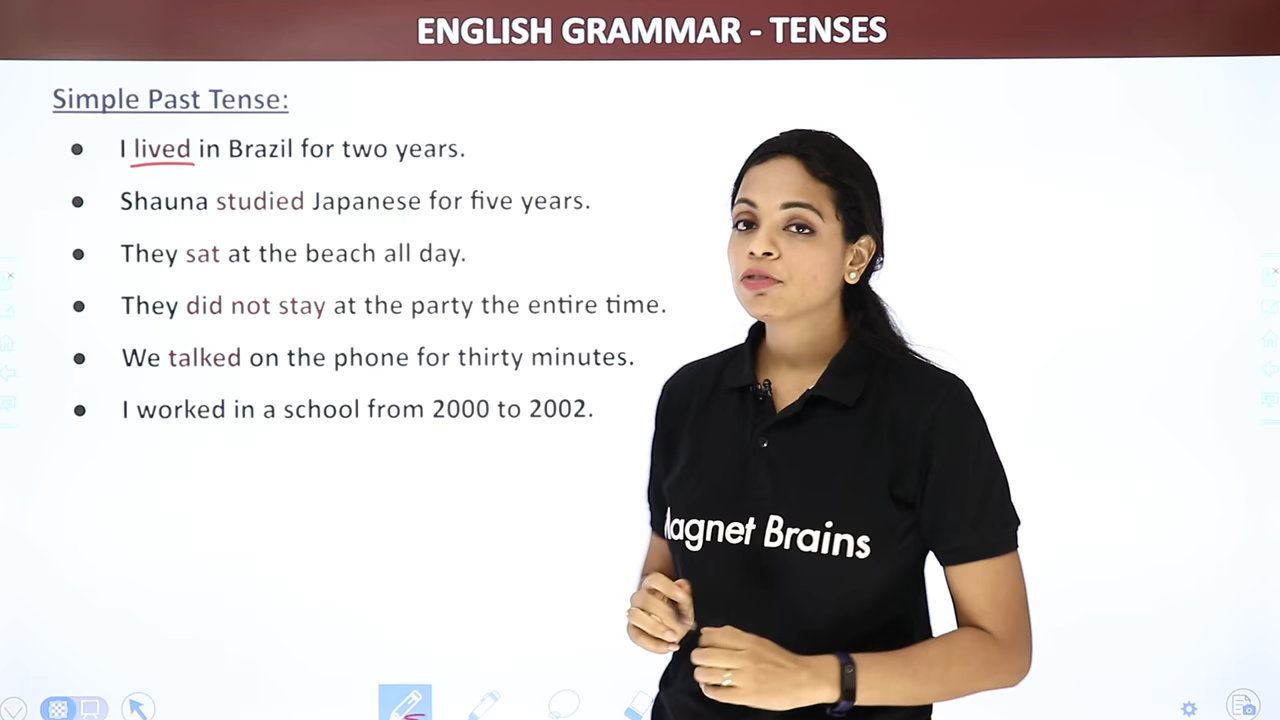 ENGLISH GRAMMAR - TENSES
Simple Past Tense:
• I lived in Brazil for two years.
• Shauna studied Japanese for five years.
• They sat at the beach all day.
• They did not stay at the party the entire time.
• We talked on the phone for thirty minutes.
• I worked in a school from 2000 to 2002.
Magnet Brains